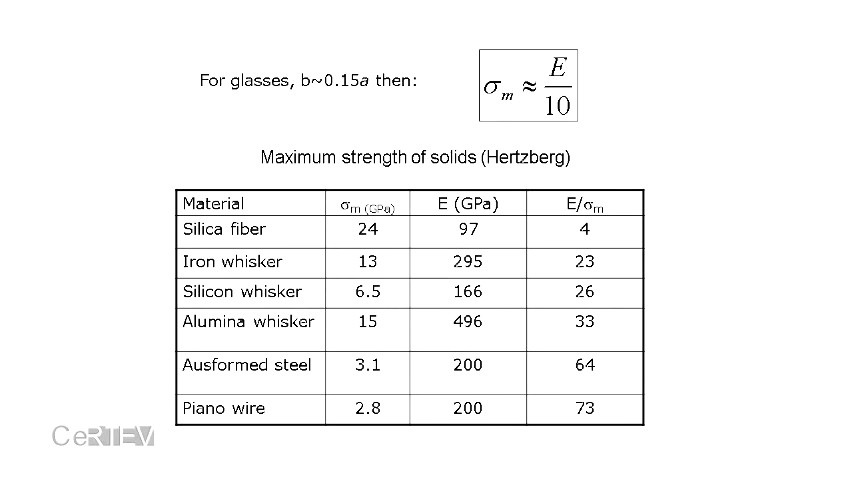 For glasses, b~0.15a then:
σm ≈ E/10
Maximum strength of solids (Hertzberg)
Material σm (GPa) E (GPa) E/σm
Silica fiber 24 97 4
Iron whisker 13 295 23
Silicon whisker 6.5 166 26
Alumina whisker 15 496 33
Ausformed steel 3.1 200 64
Piano wire 2.8 200 73
CeRTEV